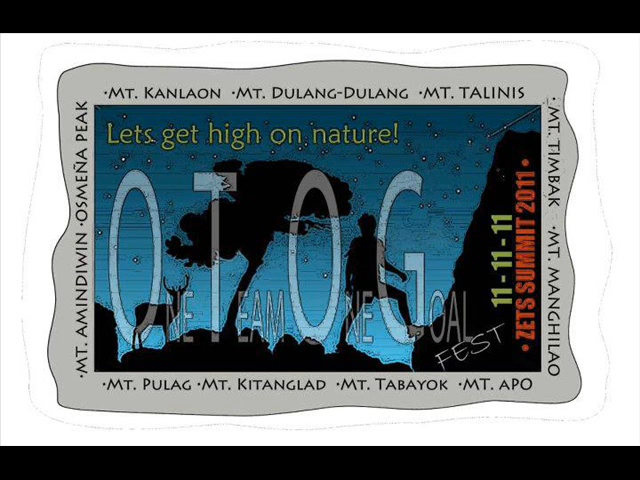 ·MT. KANLAON ·MT. DULANG-DULANG ·MT. TALINIS
·MT. AMINDIWIN ·OSMEÑA PEAK
Lets get high on nature!
OTOG
ONE TEAM ONE GOAL
FEST
11 - 11 - 11
• ZETS SUMMIT 2011 •
·MT. TIMBAK ·MT. MANGHILAO
·MT. PULAG ·MT. KITANGLAD ·MT. TABAYOK ·MT. APO